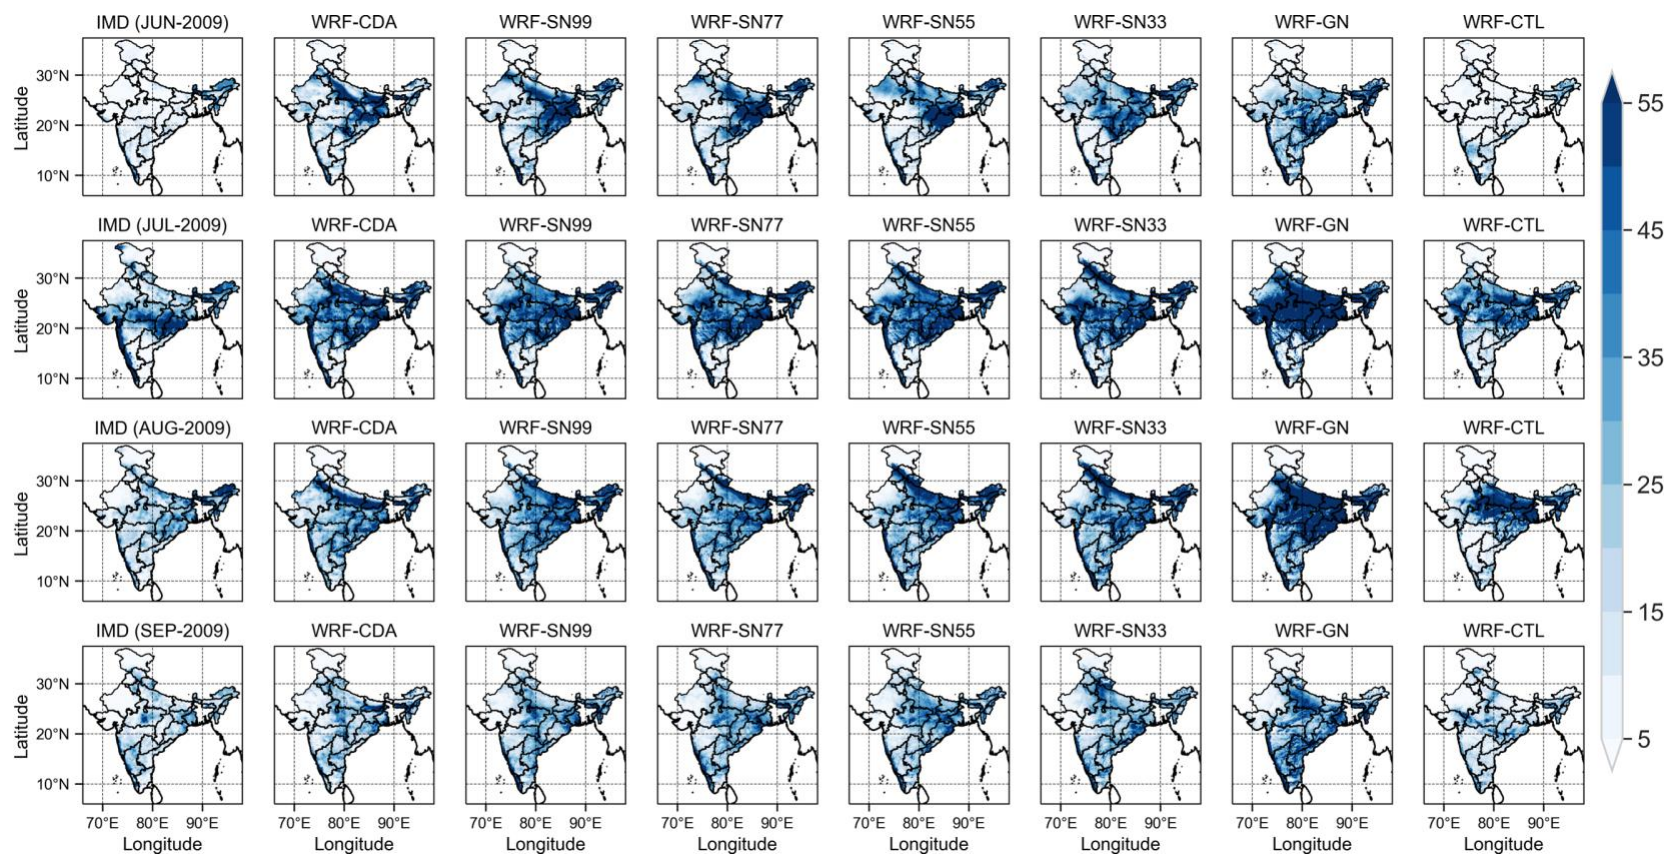 IMD (JUN-2009) WRF-CDA WRF-SN99 WRF-SN77 WRF-SN55 WRF-SN33 WRF-GN WRF-CTL
30°N
20°N
10°N
Latitude
IMD (JUL-2009) WRF-CDA WRF-SN99 WRF-SN77 WRF-SN55 WRF-SN33 WRF-GN WRF-CTL
30°N
20°N
10°N
Latitude
IMD (AUG-2009) WRF-CDA WRF-SN99 WRF-SN77 WRF-SN55 WRF-SN33 WRF-GN WRF-CTL
30°N
20°N
10°N
Latitude
IMD (SEP-2009) WRF-CDA WRF-SN99 WRF-SN77 WRF-SN55 WRF-SN33 WRF-GN WRF-CTL
30°N
20°N
10°N
Latitude
70°E 80°E 90°E 70°E 80°E 90°E 70°E 80°E 90°E 70°E 80°E 90°E 70°E 80°E 90°E 70°E 80°E 90°E 70°E 80°E 90°E 70°E 80°E 90°E
Longitude Longitude Longitude Longitude Longitude Longitude Longitude Longitude
55
45
35
25
15
5